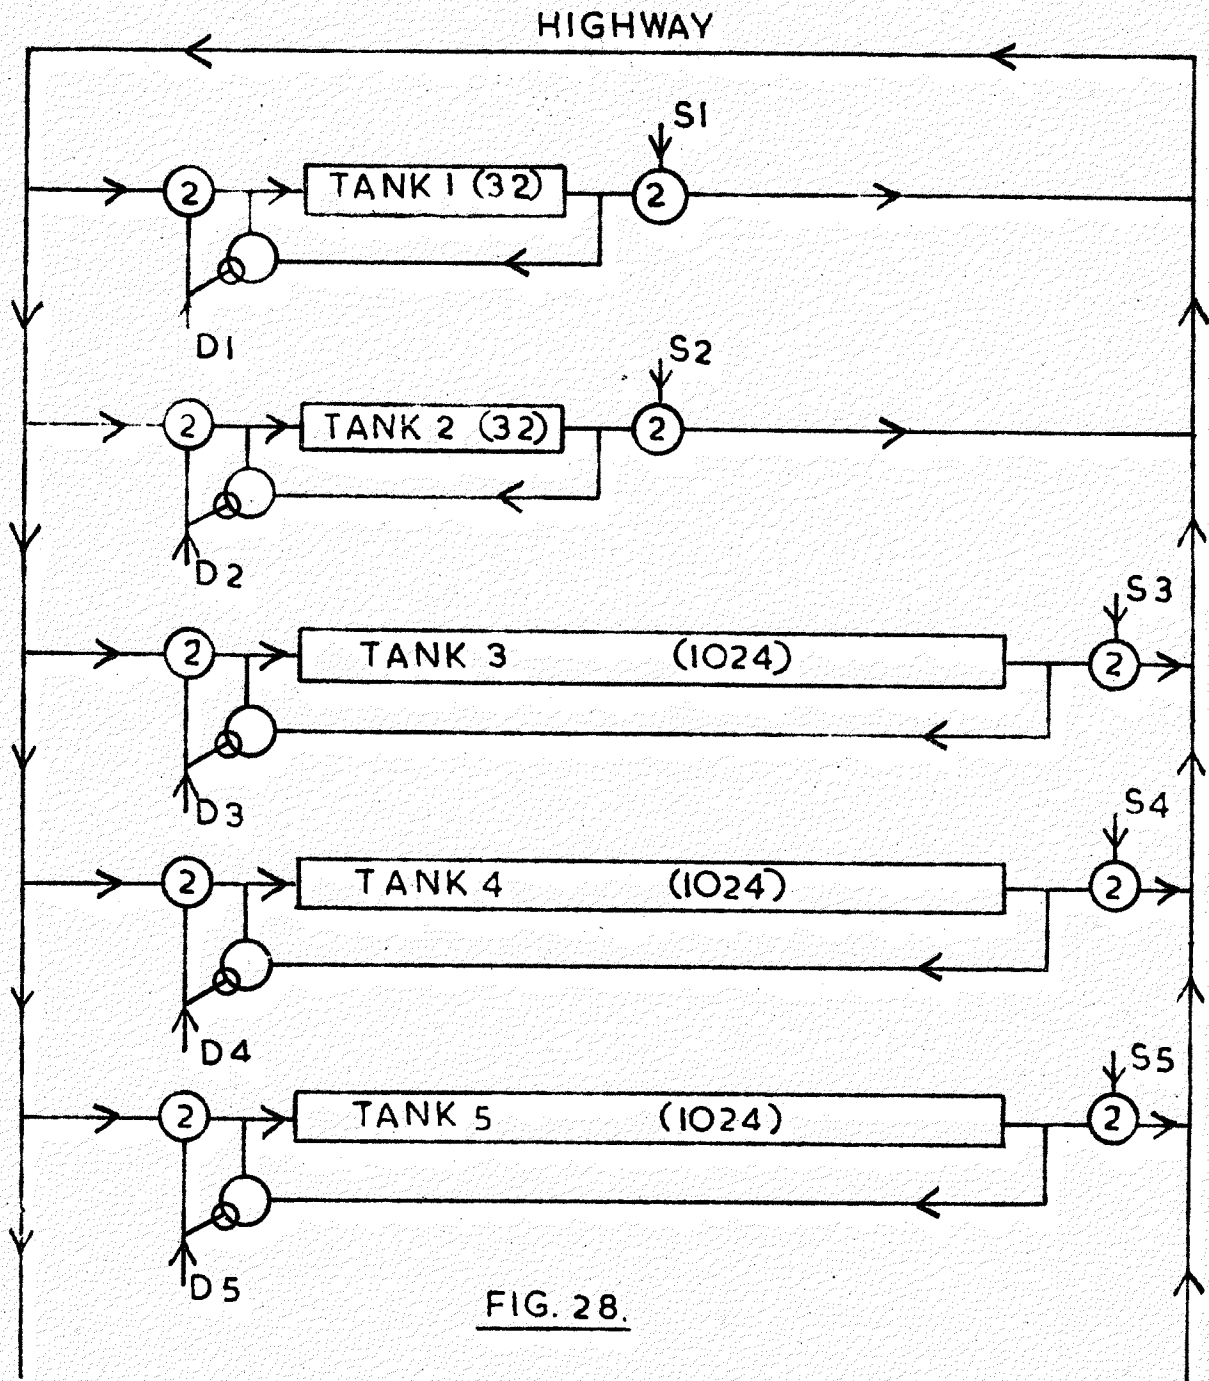 HIGHWAY
S1
2 TANK 1 (32) 2
D1
S2
2 TANK 2 (32) 2
D2
S3
2 TANK 3 (1024) 2
D3
S4
2 TANK 4 (1024) 2
D4
S5
2 TANK 5 (1024) 2
D5
FIG. 28.